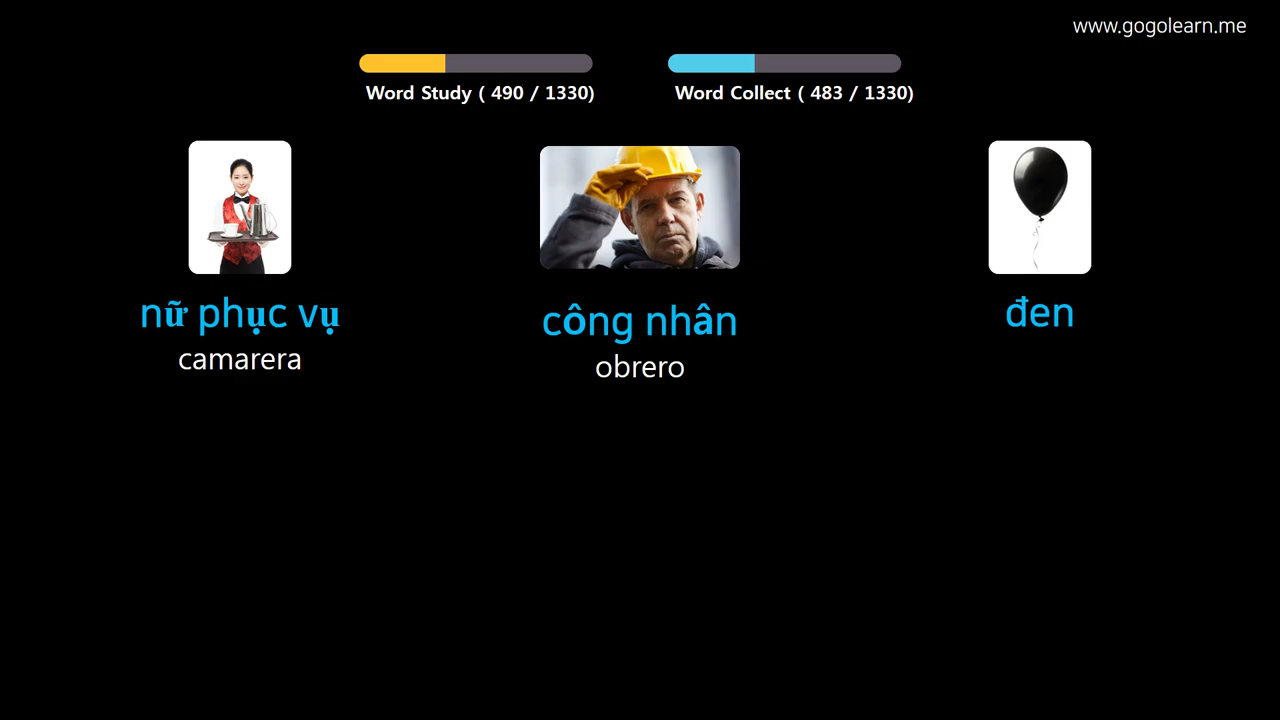 www.gogolearn.me
Word Study ( 490 / 1330)
Word Collect ( 483 / 1330)
nữ phục vụ
camarera
công nhân
obrero
đen